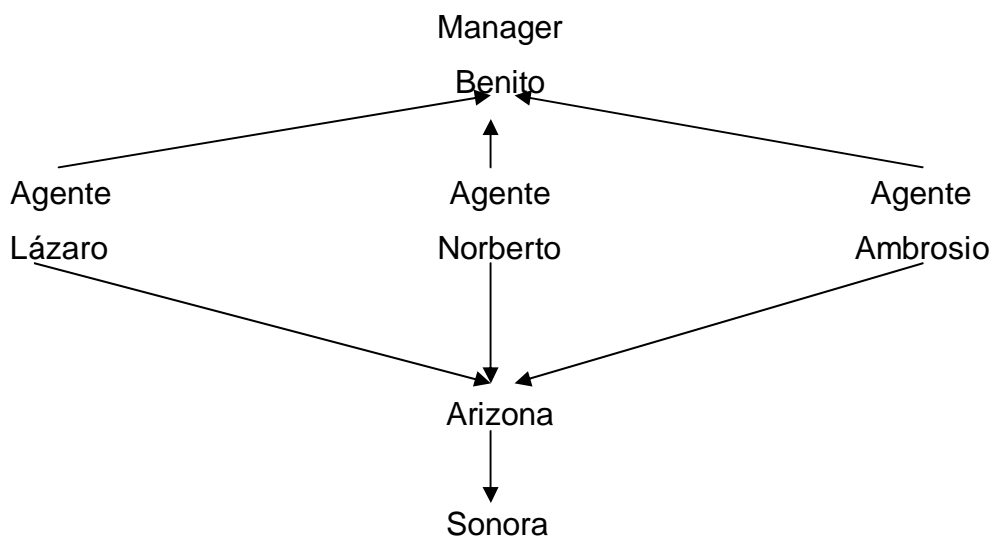 Manager
Benito
Agente Agente Agente
Lázaro Norberto Ambrosio
Arizona
Sonora